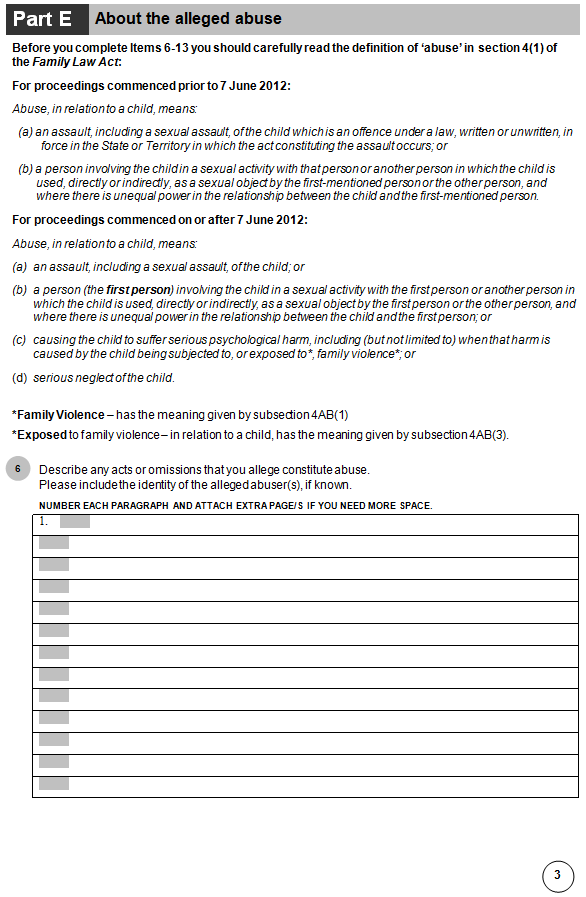 Part E About the alleged abuse
Before you complete Items 6-13 you should carefully read the definition of ‘abuse’ in section 4(1) of
the Family Law Act:
For proceedings commenced prior to 7 June 2012:
Abuse, in relation to a child, means:
(a) an assault, including a sexual assault, of the child which is an offence under a law, written or unwritten, in
force in the State or Territory in which the act constituting the assault occurs; or
(b) a person involving the child in a sexual activity with that person or another person in which the child is
used, directly or indirectly, as a sexual object by the first-mentioned person or the other person, and
where there is unequal power in the relationship between the child and the first-mentioned person.
For proceedings commenced on or after 7 June 2012:
Abuse, in relation to a child, means:
(a) an assault, including a sexual assault, of the child; or
(b) a person (the first person) involving the child in a sexual activity with the first person or another person in
which the child is used, directly or indirectly, as a sexual object by the first person or the other person, and
where there is unequal power in the relationship between the child and the first person; or
(c) causing the child to suffer serious psychological harm, including (but not limited to) when that harm is
caused by the child being subjected to, or exposed to*, family violence*; or
(d) serious neglect of the child.
*Family Violence – has the meaning given by subsection 4AB(1)
*Exposed to family violence – in relation to a child, has the meaning given by subsection 4AB(3).
6 Describe any acts or omissions that you allege constitute abuse.
Please include the identity of the alleged abuser(s), if known.
NUMBER EACH PARAGRAPH AND ATTACH EXTRA PAGE/S IF YOU NEED MORE SPACE.
1.
3